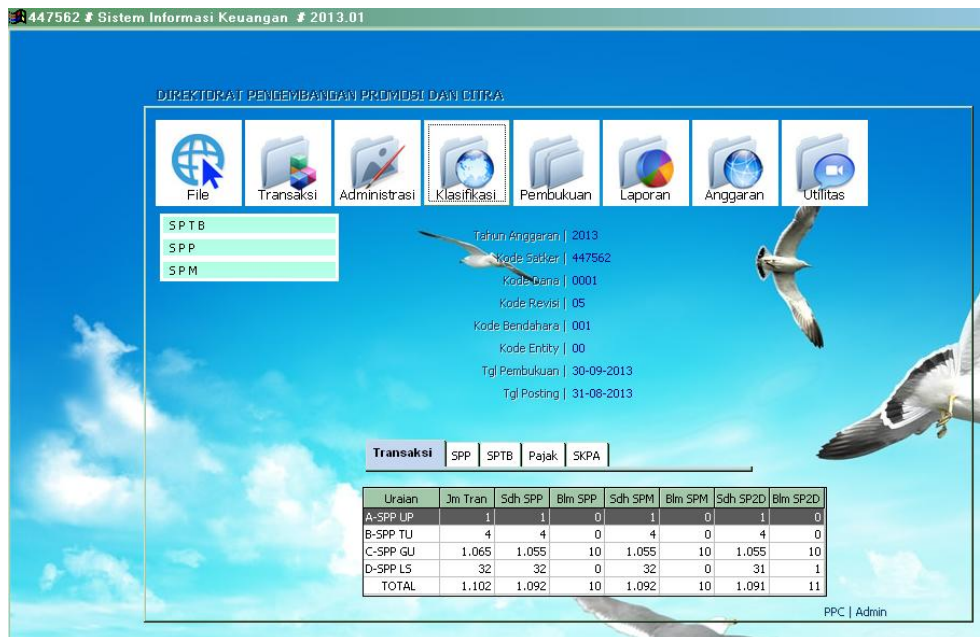 447562 # Sistem Informasi Keuangan # 2013.01
DIREKTORAT PENGEMBANGAN PROMOSI DAN CITRA
File Transaksi Administrasi Klasifikasi Pembukuan Laporan Anggaran Utilitas
SPTB
SPP
SPM
Tahun Anggaran | 2013
Kode Satker | 447562
Kode Dana | 0001
Kode Revisi | 05
Kode Bendahara | 001
Kode Entity | 00
Tgl Pembukuan | 30-09-2013
Tgl Posting | 31-08-2013
Transaksi SPP SPTB Pajak SKPA
Uraian Jm Tran Sdh SPP Blm SPP Sdh SPM Blm SPM Sdh SP2D Blm SP2D
A-SPP UP 1 1 0 1 0 1 0
B-SPP TU 4 4 0 4 0 4 0
C-SPP GU 1.065 1.055 10 1.055 10 1.055 10
D-SPP LS 32 32 0 32 0 31 1
TOTAL 1.102 1.092 10 1.092 10 1.091 11
PPC | Admin